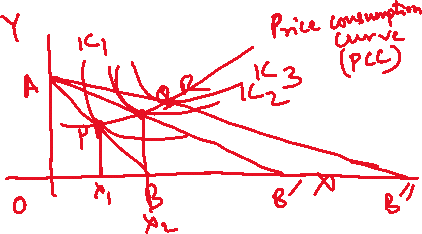 Y
Price consumption
curve
(PCC)
IC1
A
Q R
IC3
IC2
P
O
x1
B
B'
X
B"
x2